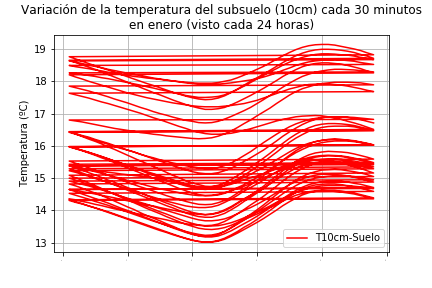 Variación de la temperatura del subsuelo (10cm) cada 30 minutos
en enero (visto cada 24 horas)
Temperatura (ºC)
19
18
17
16
15
14
13
T10cm-Suelo